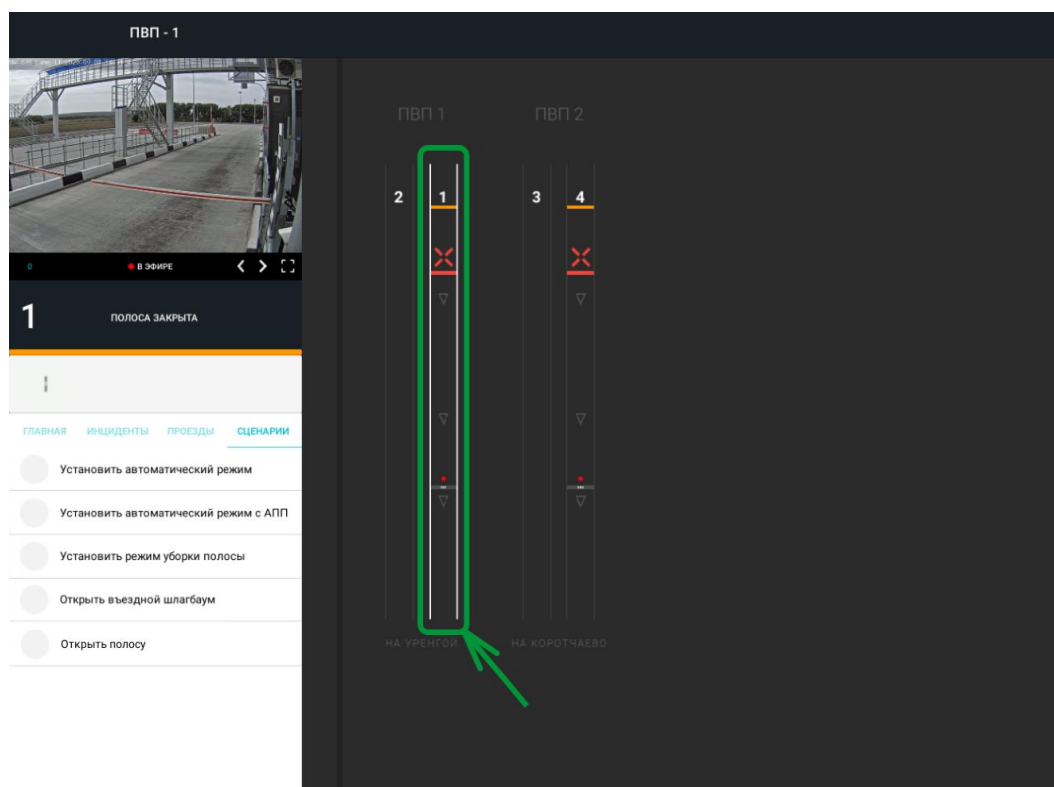 ПВП - 1
0
В ЭФИРЕ
1
ПОЛОСА ЗАКРЫТА
ГЛАВНАЯ ИНЦИДЕНТЫ ПРОЕЗДЫ СЦЕНАРИИ
Установить автоматический режим
Установить автоматический режим с АПП
Установить режим уборки полосы
Открыть въездной шлагбаум
Открыть полосу
ПВП 1 ПВП 2
2 1 3 4
НА УРЕНГОЙ НА КОРОТЧАЕВО